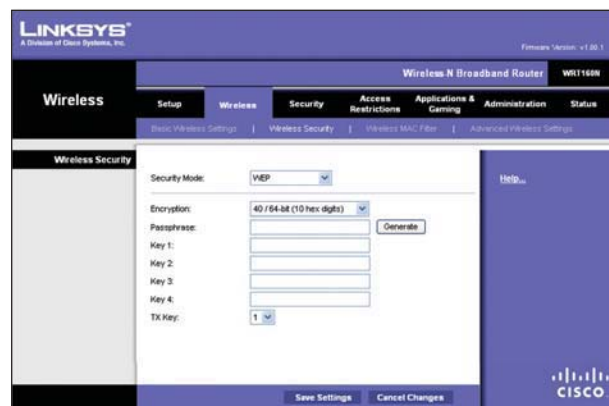 LINKSYS®
A Division of Cisco Systems, Inc.
Firmware Version: v1.00.1
Wireless-N Broadband Router WRT160N
Wireless
Setup Wireless Security Access Restrictions Applications & Gaming Administration Status
Basic Wireless Settings | Wireless Security | Wireless MAC Filter | Advanced Wireless Settings
Wireless Security
Help...
Security Mode: WEP
Encryption: 40 / 64-bit (10 hex digits)
Passphrase: Generate
Key 1:
Key 2:
Key 3:
Key 4:
TX Key: 1
Save Settings Cancel Changes
CISCO